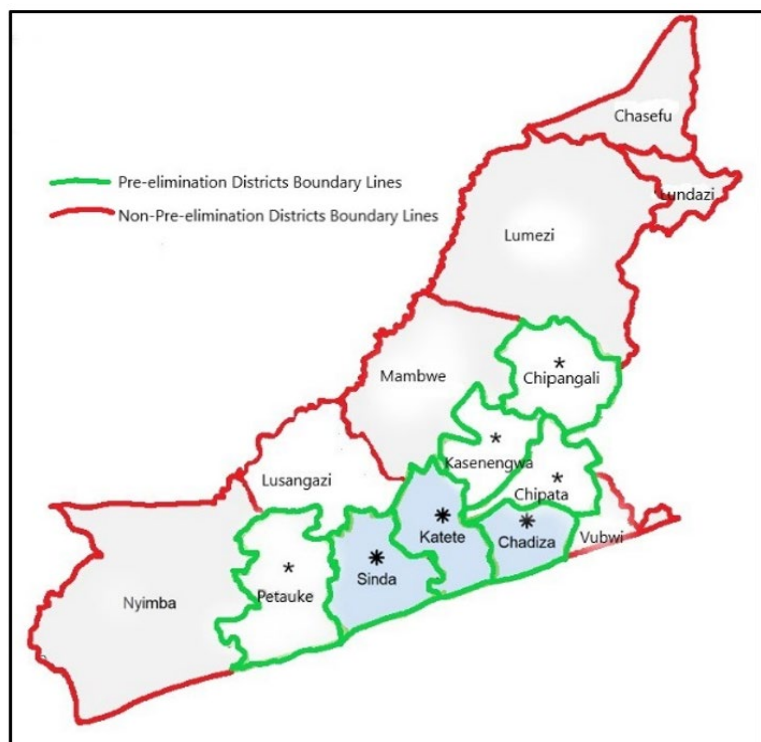 Chasefu
Pre-elimination Districts Boundary Lines
Lundazi
Non-Pre-elimination Districts Boundary Lines
Lumezi
*
Mambwe
Chipangali
*
Kasenengwa
Lusangazi
*
Chipata
*
Katete
*
Chadiza
Vubwi
*
Sinda
*
Petauke
Nyimba